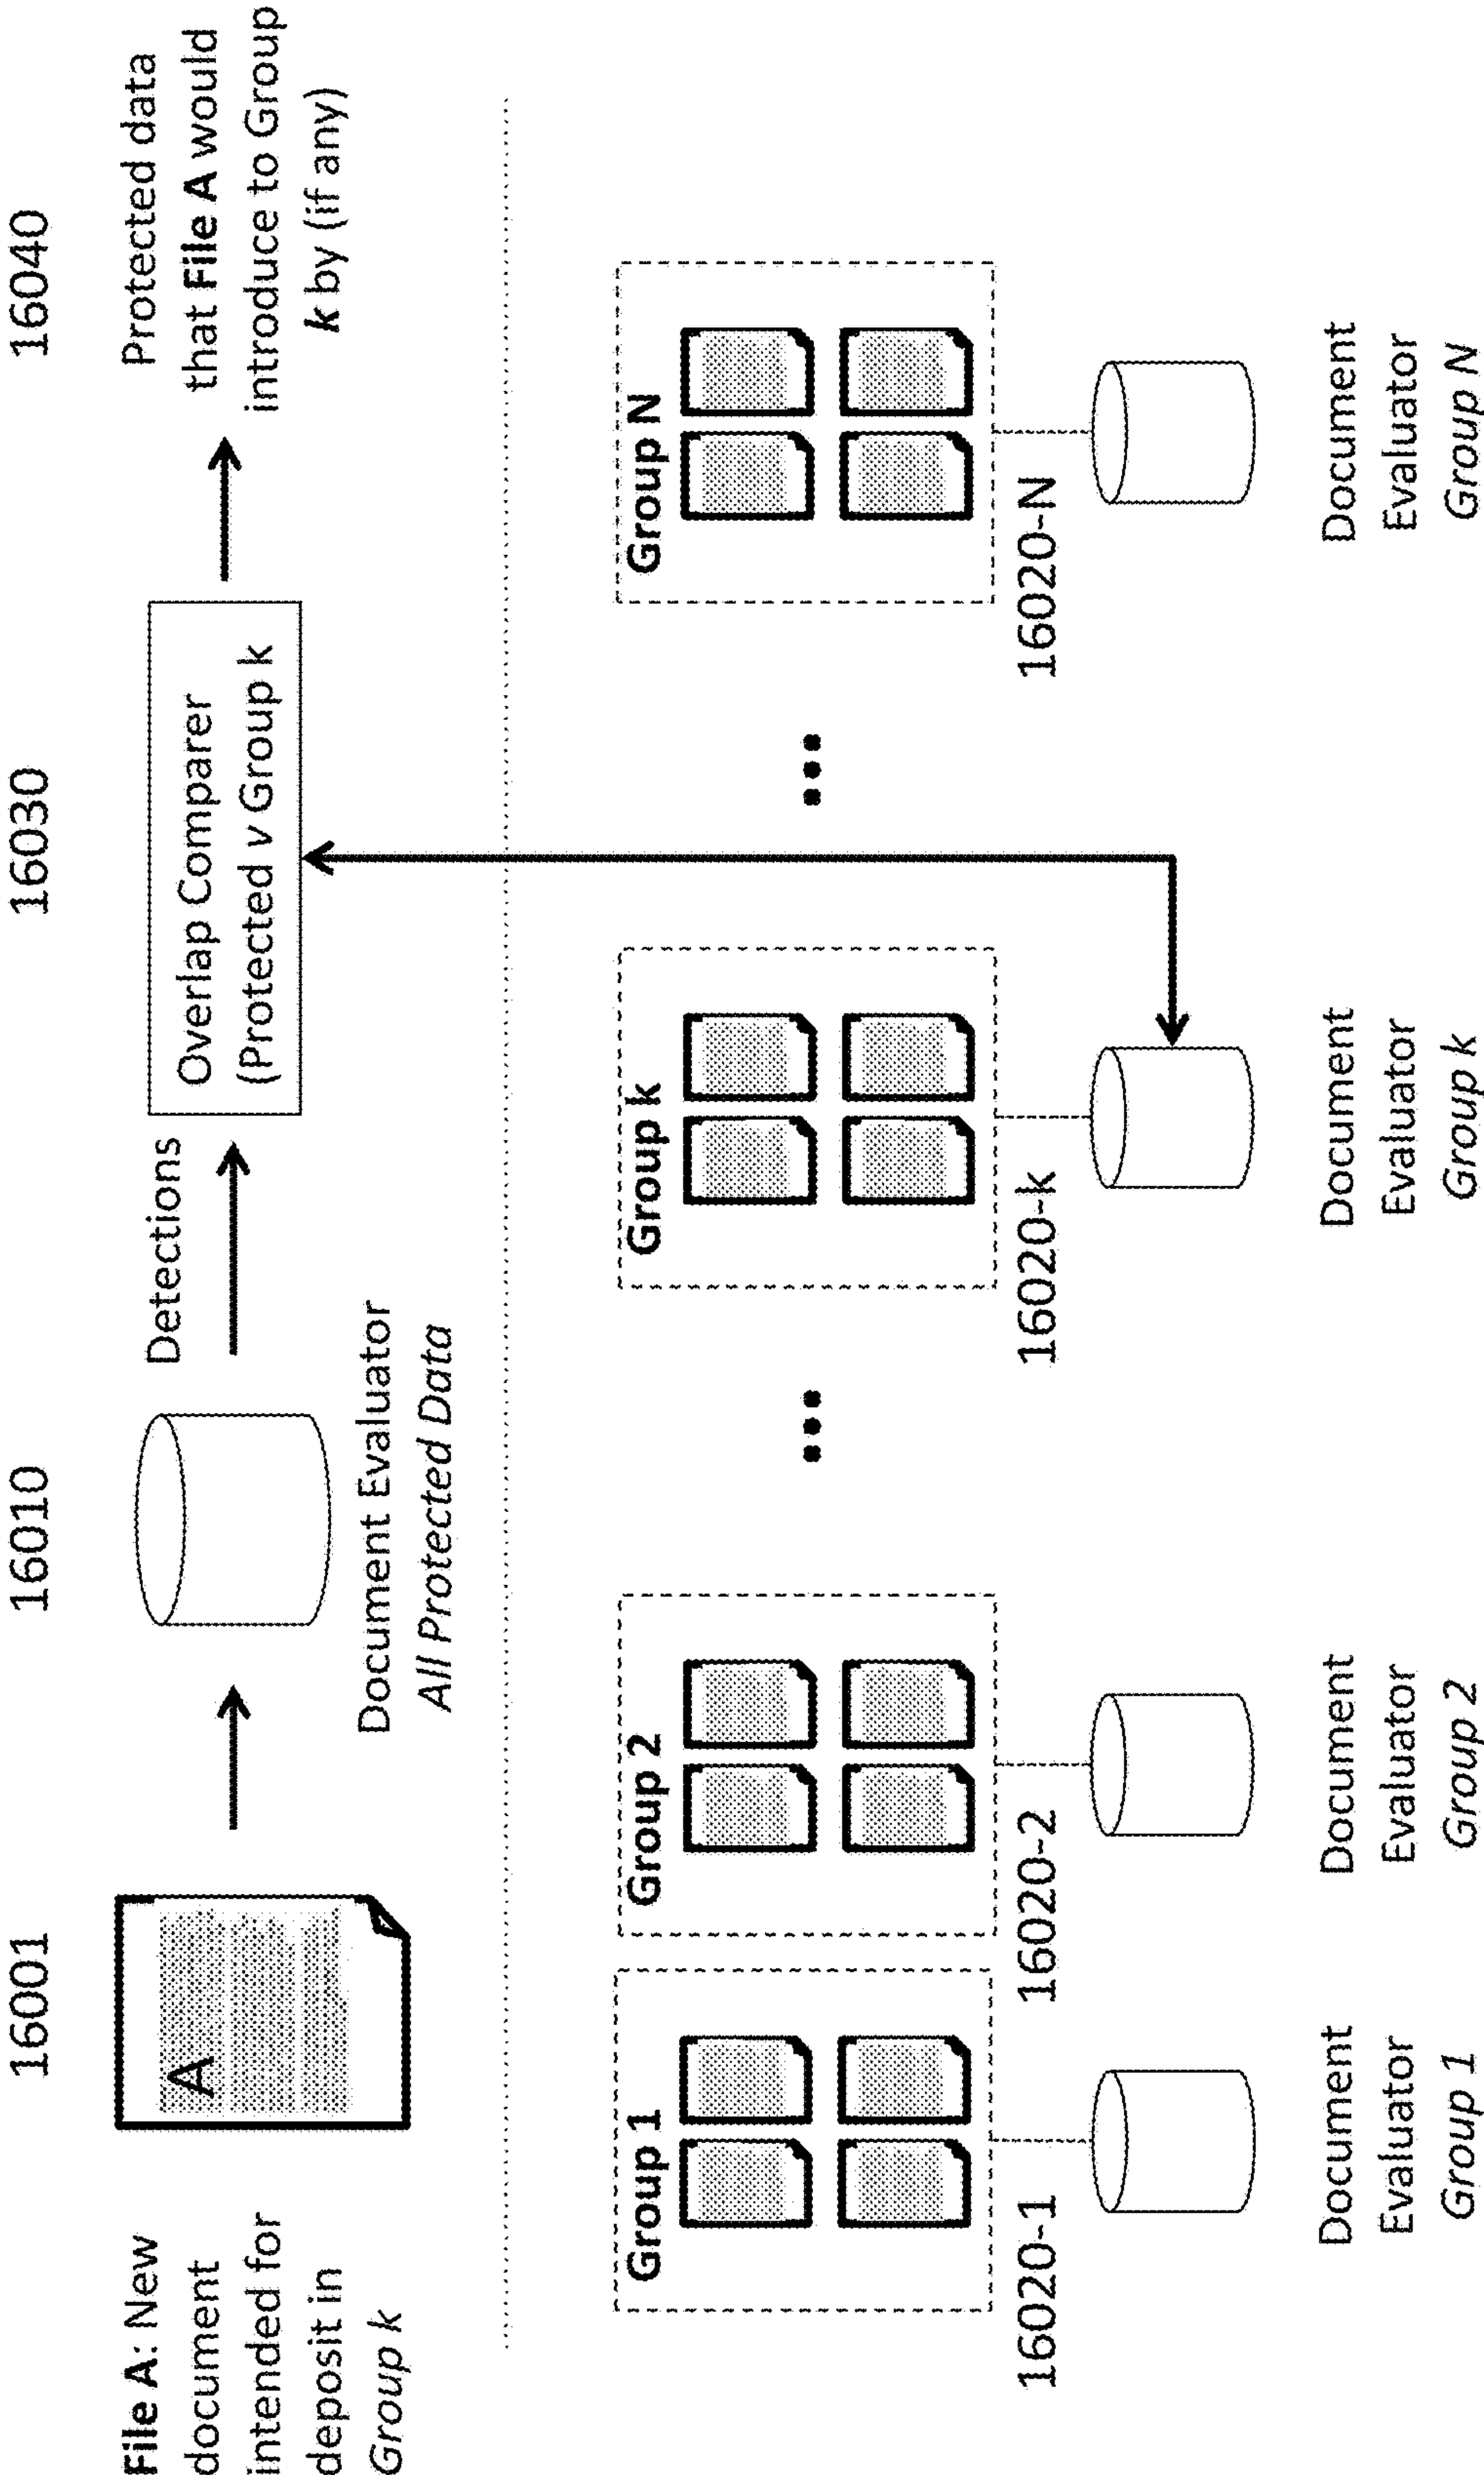 16001
16010
16030
16040
File A: New
document
intended for
deposit in
Group k
A
Document Evaluator
All Protected Data
Detections
Overlap Comparer
(Protected v Group k
Protected data
that File A would
introduce to Group
k by (if any)
Group 1
16020-1
Document
Evaluator
Group 1
Group 2
16020-2
Document
Evaluator
Group 2
•••
Group k
16020-k
Document
Evaluator
Group k
•••
Group N
16020-N
Document
Evaluator
Group N